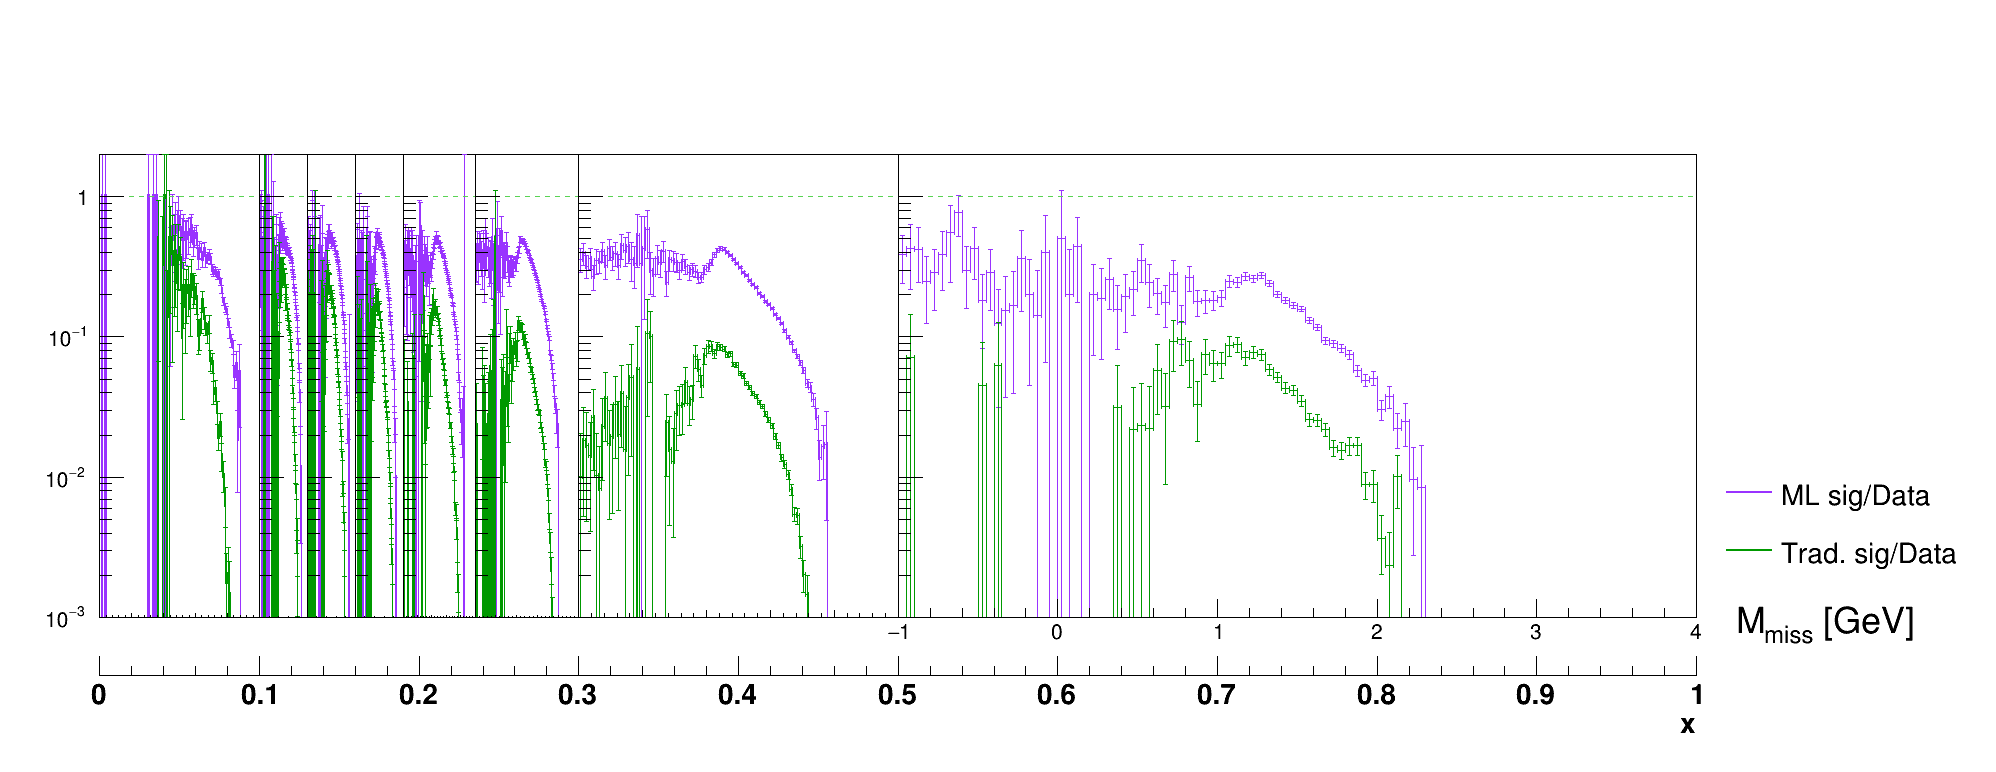 1
10⁻¹
10⁻²
10⁻³
ML sig/Data
Trad. sig/Data
−1 0 1 2 3 4
M_miss [GeV]
0 0.1 0.2 0.3 0.4 0.5 0.6 0.7 0.8 0.9 1
x